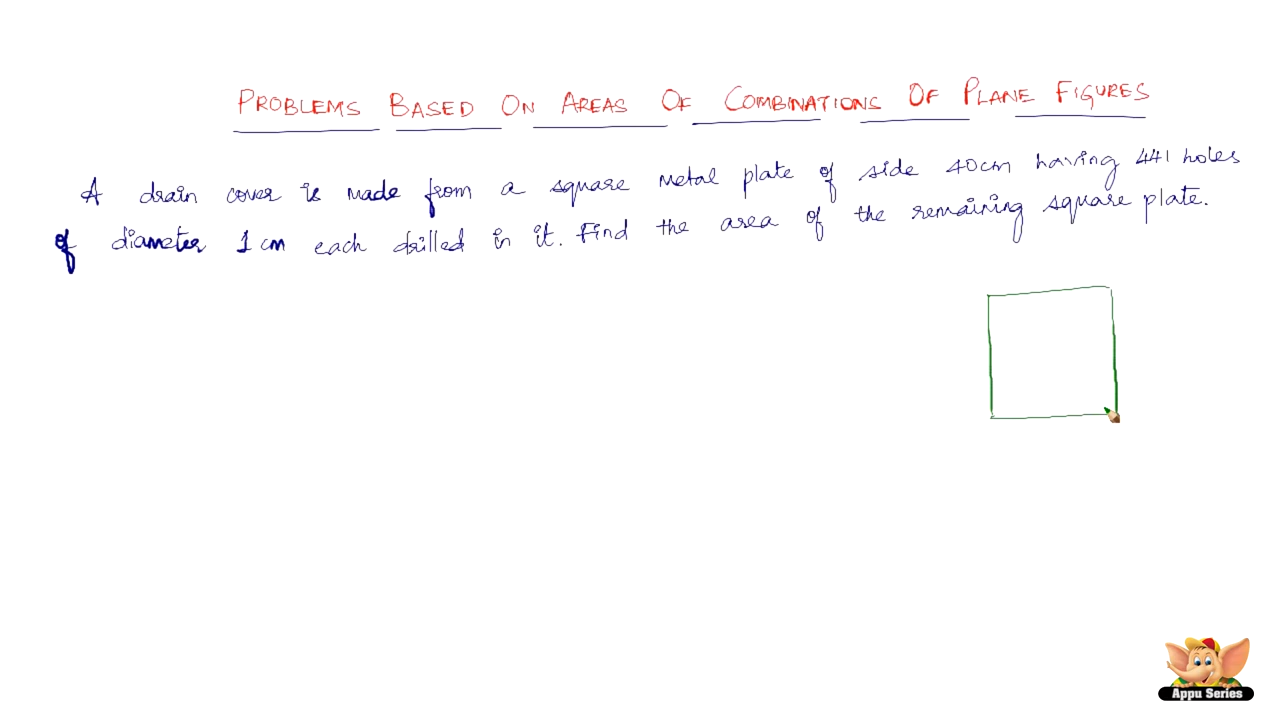 PROBLEMS BASED ON AREAS OF COMBINATIONS OF PLANE FIGURES
A drain cover is made from a square metal plate of side 40cm having 441 holes
of diameter 1 cm each drilled in it. Find the area of the remaining square plate.
Appu Series